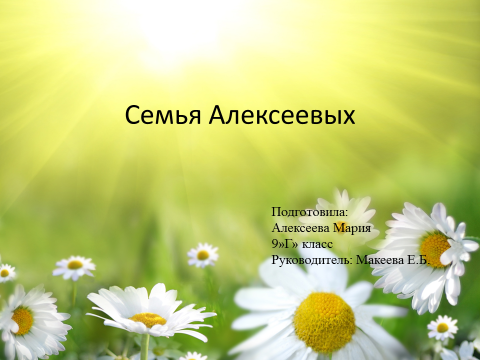 Семья Алексеевых
Подготовила:
Алексеева Мария
9»Г» класс
Руководитель: Макеева Е.Б.